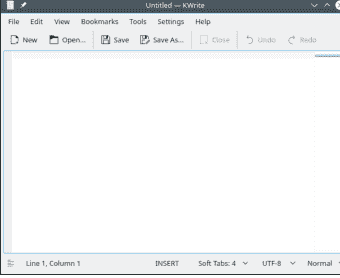 Untitled — KWrite
File Edit View Bookmarks Tools Settings Help
New Open... Save Save As... Close Undo Redo
Line 1, Column 1 INSERT Soft Tabs: 4 UTF-8 Normal